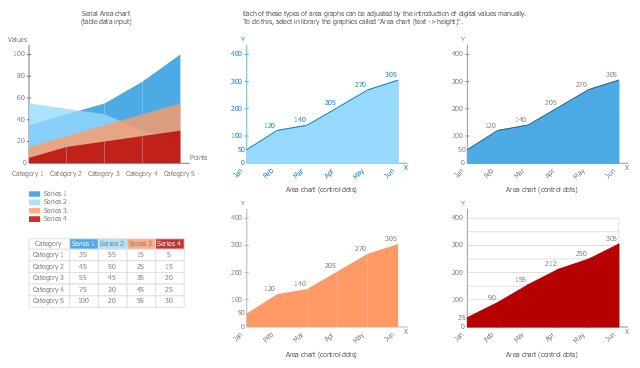 Serial Area chart
(table data input)
Each of these types of area graphs can be adjusted by the introduction of digital values manually.
To do this, select in library the graphics called "Area chart (text -> height)".
Values
100
80
60
40
20
0
Points
Category 1 Category 2 Category 3 Category 4 Category 5
Series 1
Series 2
Series 3
Series 4
Category Series 1 Series 2 Series 3 Series 4
Category 1 35 55 15 5
Category 2 45 50 25 15
Category 3 55 45 35 20
Category 4 75 30 45 25
Category 5 100 20 55 30
Y
400
300
200
100
50
0
120
140
205
270
305
Jan Feb Mar Apr May Jun X
Area chart (control dots)
Y
400
300
200
100
50
0
120
140
205
270
305
Jan Feb Mar Apr May Jun X
Area chart (control dots)
Y
400
300
200
100
50
0
120
140
205
270
305
Jan Feb Mar Apr May Jun X
Area chart (control dots)
Y
400
300
200
100
35
0
90
155
212
250
305
Jan Feb Mar Apr May Jun X
Area chart (control dots)